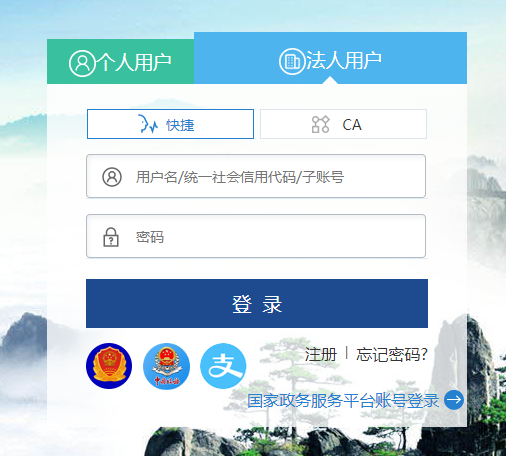 个人用户
法人用户
快捷
CA
用户名/统一社会信用代码/子账号
密码
登 录
注册 | 忘记密码?
国家政务服务平台账号登录